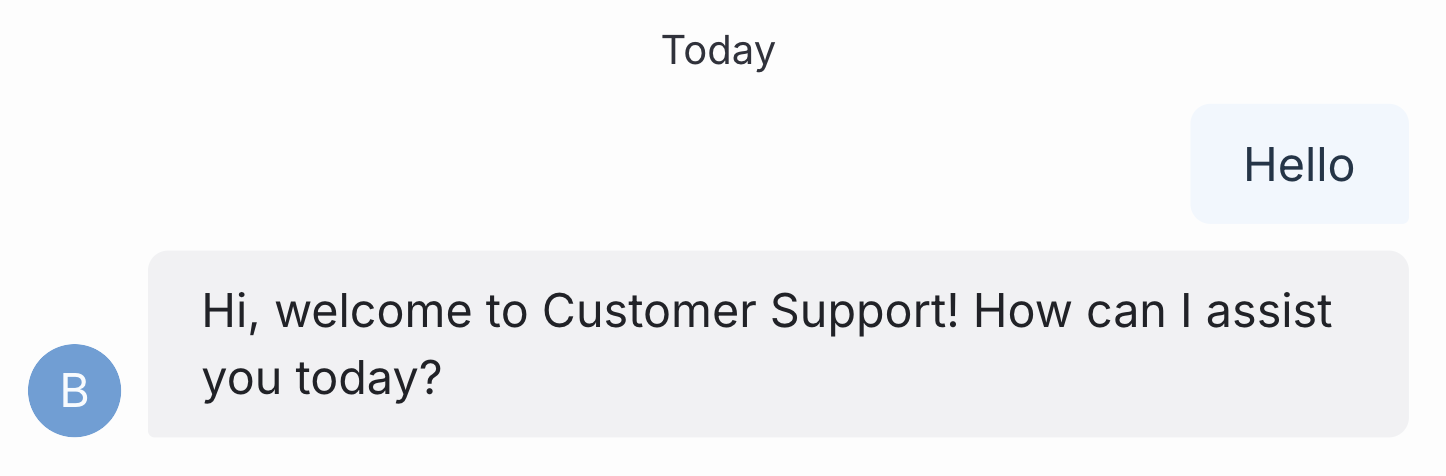 Today
Hello
Hi, welcome to Customer Support! How can I assist
you today?
B